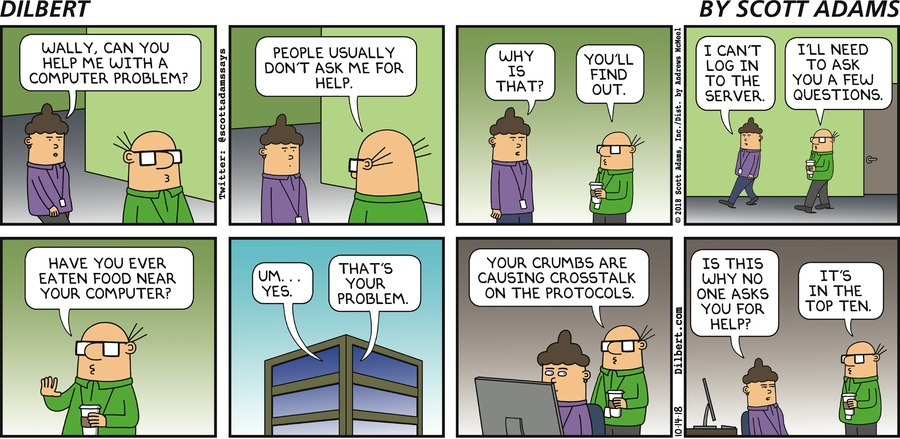 DILBERT
BY SCOTT ADAMS
WALLY, CAN YOU
HELP ME WITH A
COMPUTER PROBLEM?
Twitter: @scottadamssays
PEOPLE USUALLY
DON'T ASK ME FOR
HELP.
WHY
IS
THAT?
YOU'LL
FIND
OUT.
© 2018 Scott Adams, Inc./Dist. by Andrews McMeel
I CAN'T
LOG IN
TO THE
SERVER.
I'LL NEED
TO ASK
YOU A FEW
QUESTIONS.
HAVE YOU EVER
EATEN FOOD NEAR
YOUR COMPUTER?
UM...
YES.
THAT'S
YOUR
PROBLEM.
YOUR CRUMBS ARE
CAUSING CROSSTALK
ON THE PROTOCOLS.
10-14-18 Dilbert.com
IS THIS
WHY NO
ONE ASKS
YOU FOR
HELP?
IT'S
IN THE
TOP TEN.